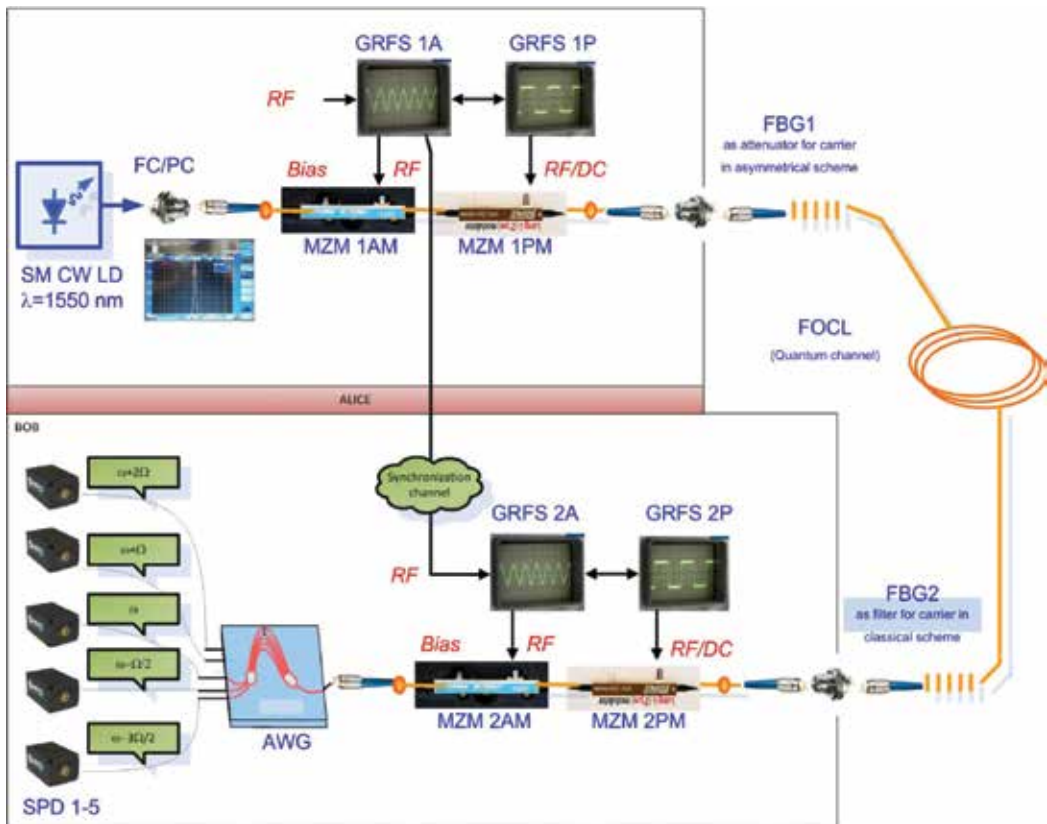 GRFS 1A
GRFS 1P
RF
FBG1
as attenuator for carrier
in asymmetrical scheme
FC/PC
Bias
RF
RF/DC
MZM 1AM
MZM 1PM
SM CW LD
λ=1550 nm
FOCL
(Quantum channel)
ALICE
BOB
ω+2Ω
Synchronization
channel
GRFS 2A
GRFS 2P
ω+Ω
RF
FBG2
as filter for carrier in
classical scheme
ω
Bias
RF
RF/DC
ω-Ω/2
MZM 2AM
MZM 2PM
AWG
ω-3Ω/2
SPD 1-5